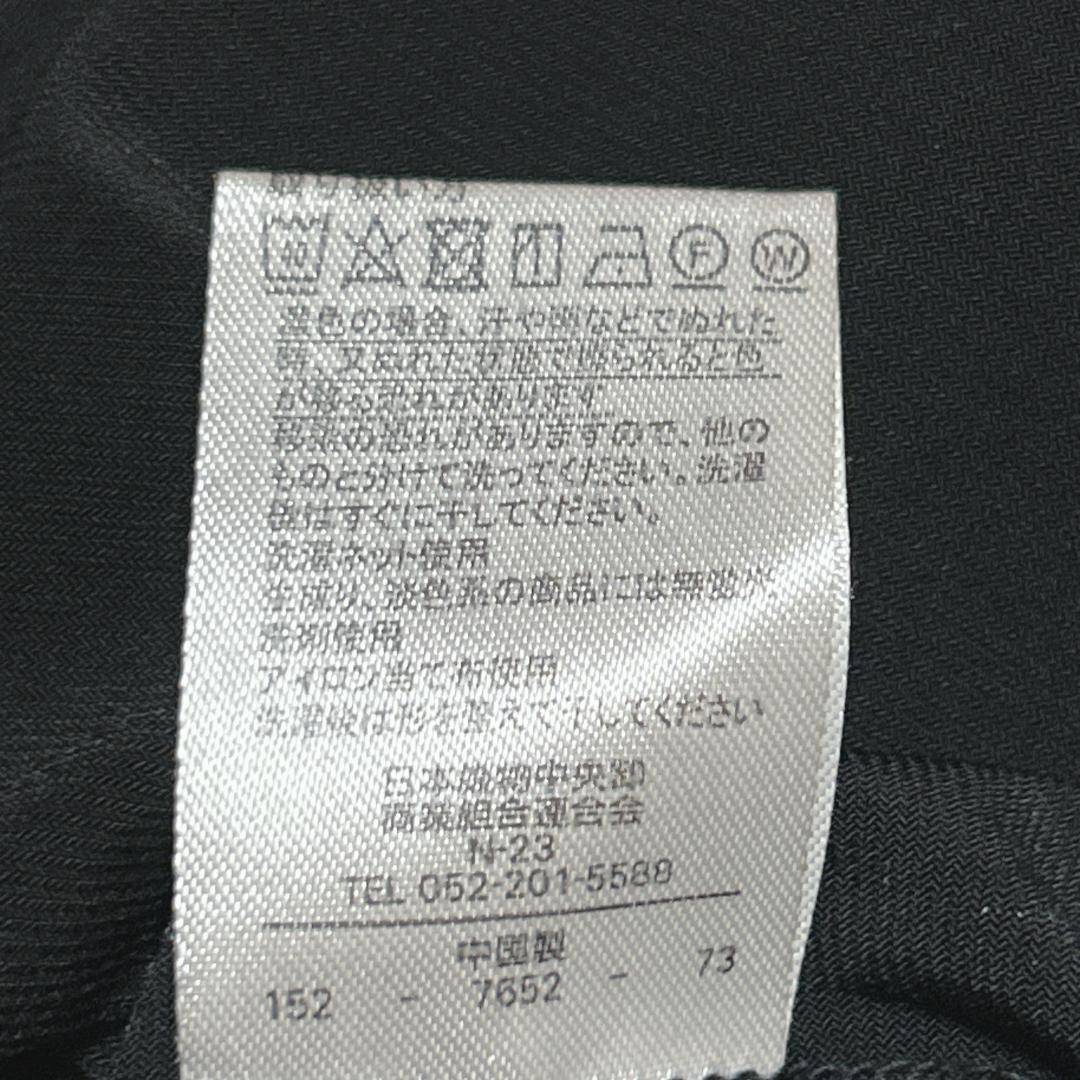 取り扱い方
30 F W
濃色の場合、汗や雨などでぬれた
時、又ぬれた状態で擦られると色
が移る恐れがあります
移染の恐れがありますので、他の
ものと分けて洗ってください。洗濯
後はすぐに干してください。
洗濯ネット使用
生成り、淡色系の商品には無蛍光
洗剤使用
アイロン当て布使用
洗濯後は形を整えて干してください
日本織物中央卸
商業組合連合会
N-23
TEL 052-201-5588
中国製
152 - 7652 - 73